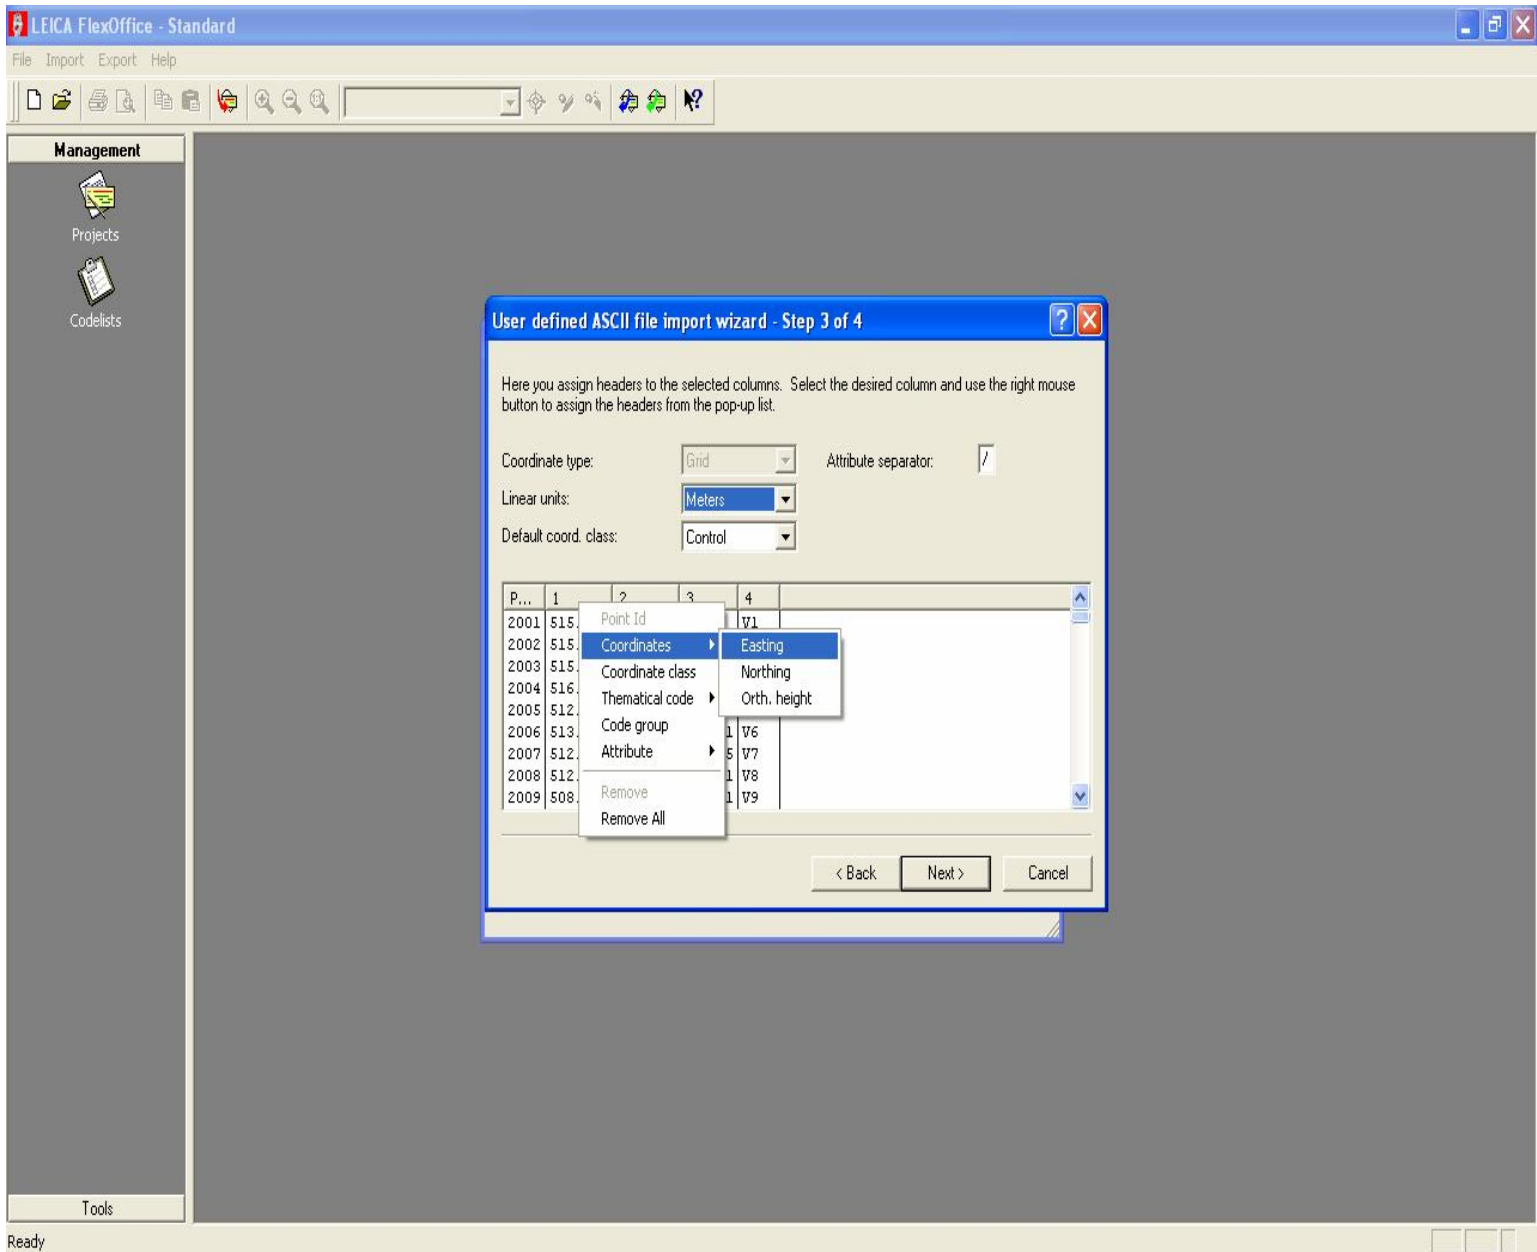 LEICA FlexOffice - Standard
File Import Export Help
Management
Projects
Codelists
User defined ASCII file import wizard - Step 3 of 4
Here you assign headers to the selected columns. Select the desired column and use the right mouse
button to assign the headers from the pop-up list.
Coordinate type: Grid Attribute separator: /
Linear units: Meters
Default coord. class: Control
P... 1 2 3 4
2001 515. V1
2002 515.
2003 515.
2004 516.
2005 512.
2006 513. 1 V6
2007 512. 5 V7
2008 512. 1 V8
2009 508. 1 V9
Point Id
Coordinates
Coordinate class
Thematical code
Code group
Attribute
Remove
Remove All
Easting
Northing
Orth. height
< Back Next > Cancel
Tools
Ready